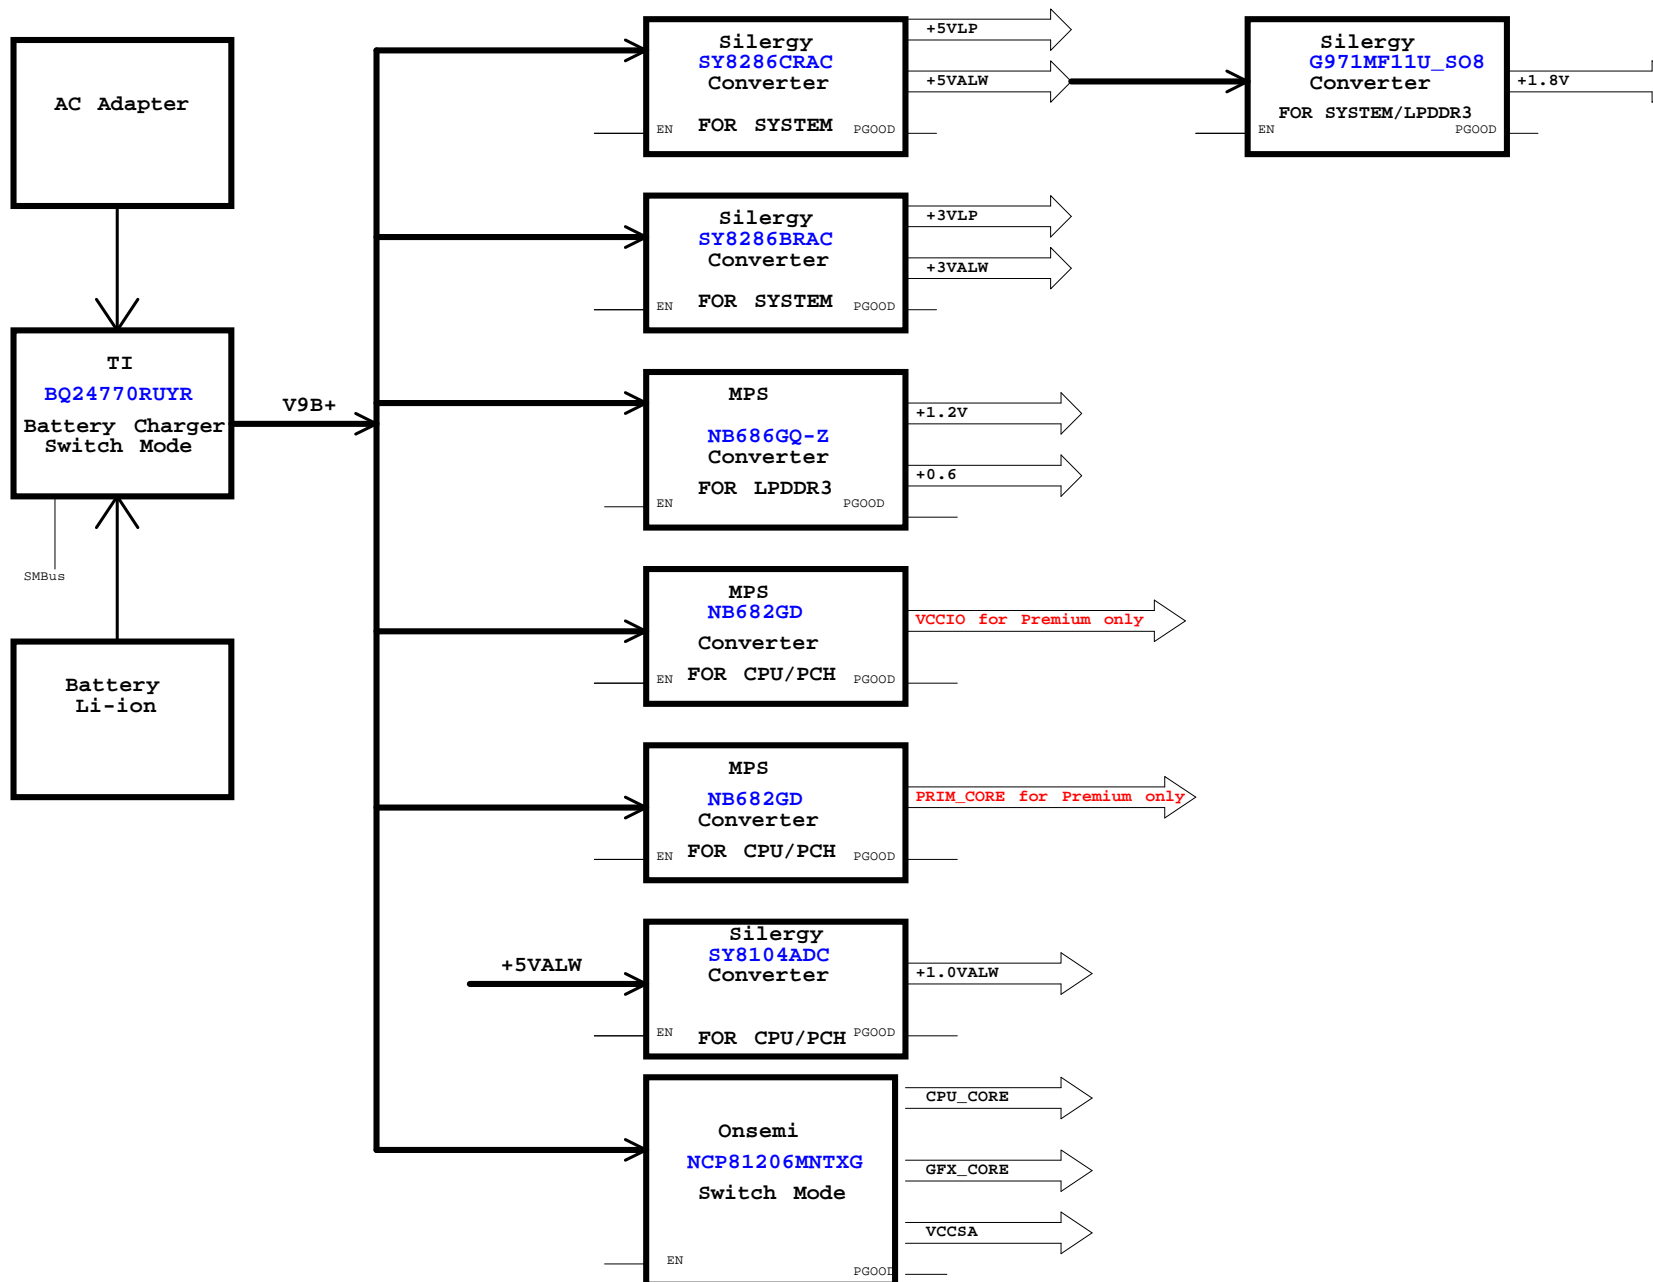 AC Adapter
TI
BQ24770RUYR
Battery Charger
Switch Mode
SMBus
Battery
Li-ion
V9B+
Silergy
SY8286CRAC
Converter
FOR SYSTEM
EN
PGOOD
+5VLP
+5VALW
Silergy
G971MF11U_SO8
Converter
FOR SYSTEM/LPDDR3
EN
PGOOD
+1.8V
Silergy
SY8286BRAC
Converter
FOR SYSTEM
EN
PGOOD
+3VLP
+3VALW
MPS
NB686GQ-Z
Converter
FOR LPDDR3
EN
PGOOD
+1.2V
+0.6
MPS
NB682GD
Converter
FOR CPU/PCH
EN
PGOOD
VCCIO for Premium only
MPS
NB682GD
Converter
FOR CPU/PCH
EN
PGOOD
PRIM_CORE for Premium only
+5VALW
Silergy
SY8104ADC
Converter
FOR CPU/PCH
EN
PGOOD
+1.0VALW
Onsemi
NCP81206MNTXG
Switch Mode
EN
PGOOD
CPU_CORE
GFX_CORE
VCCSA